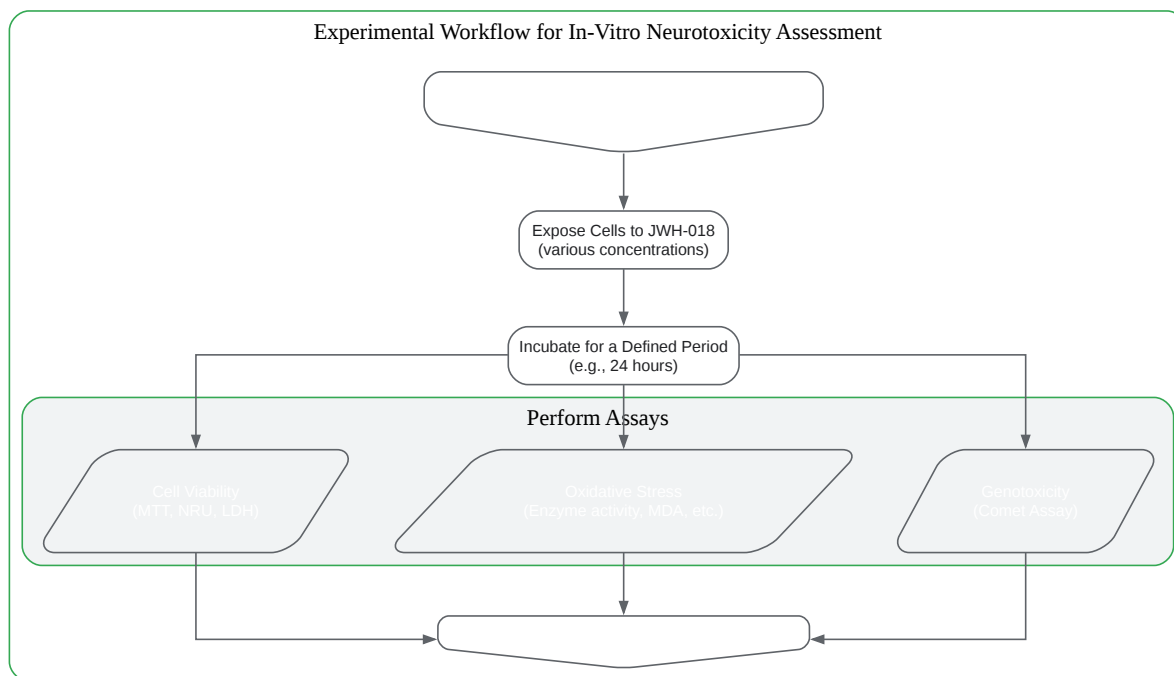 Experimental Workflow for In-Vitro Neurotoxicity Assessment
Expose Cells to JWH-018
(various concentrations)
Incubate for a Defined Period
(e.g., 24 hours)
Perform Assays
Cell Viability
(MTT, NRU, LDH)
Oxidative Stress
(Enzyme activity, MDA, etc.)
Genotoxicity
(Comet Assay)